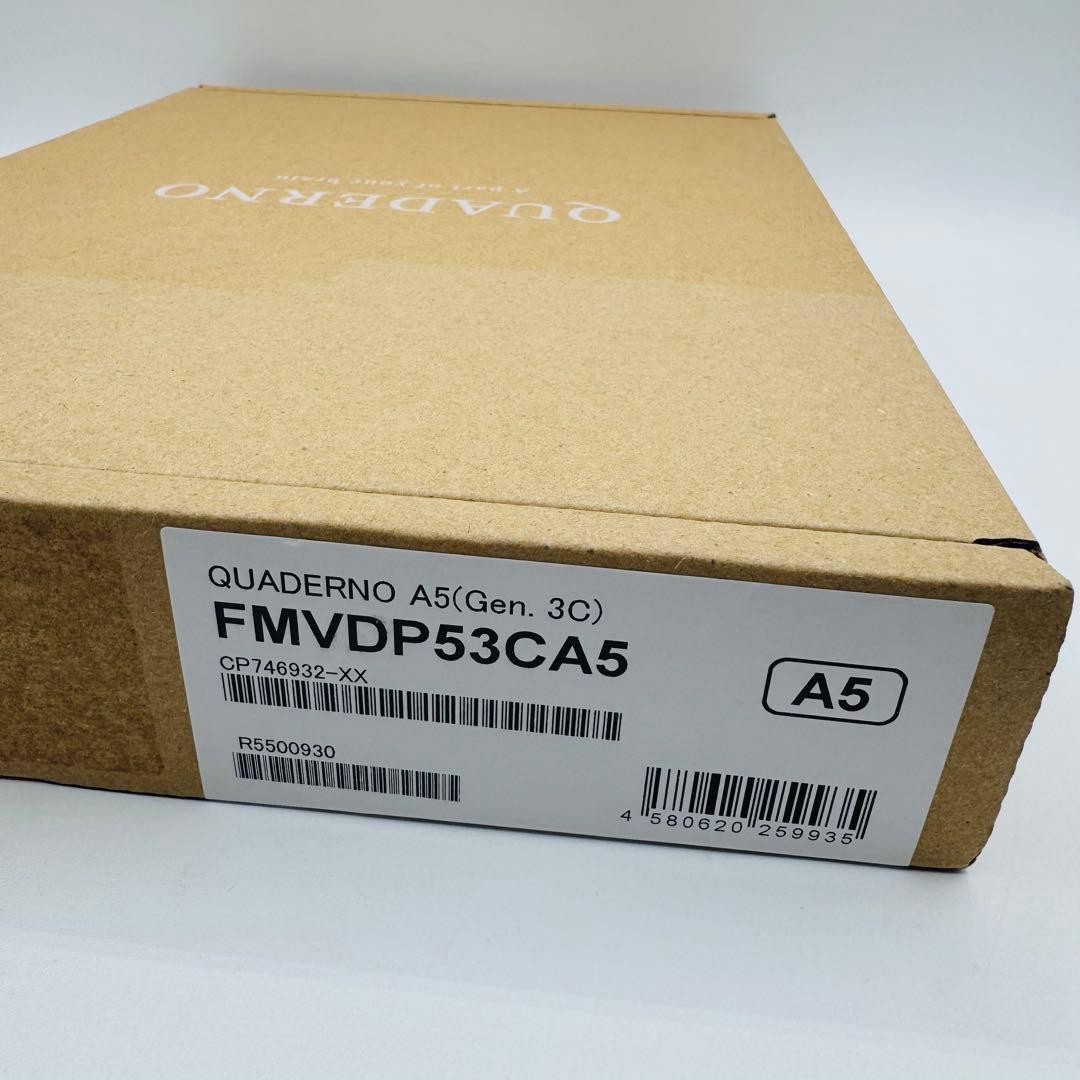 QUADERNO
A part of your brain
QUADERNO A5(Gen. 3C)
FMVDP53CA5
CP746932-XX
A5
R5500930
4 580620 259935